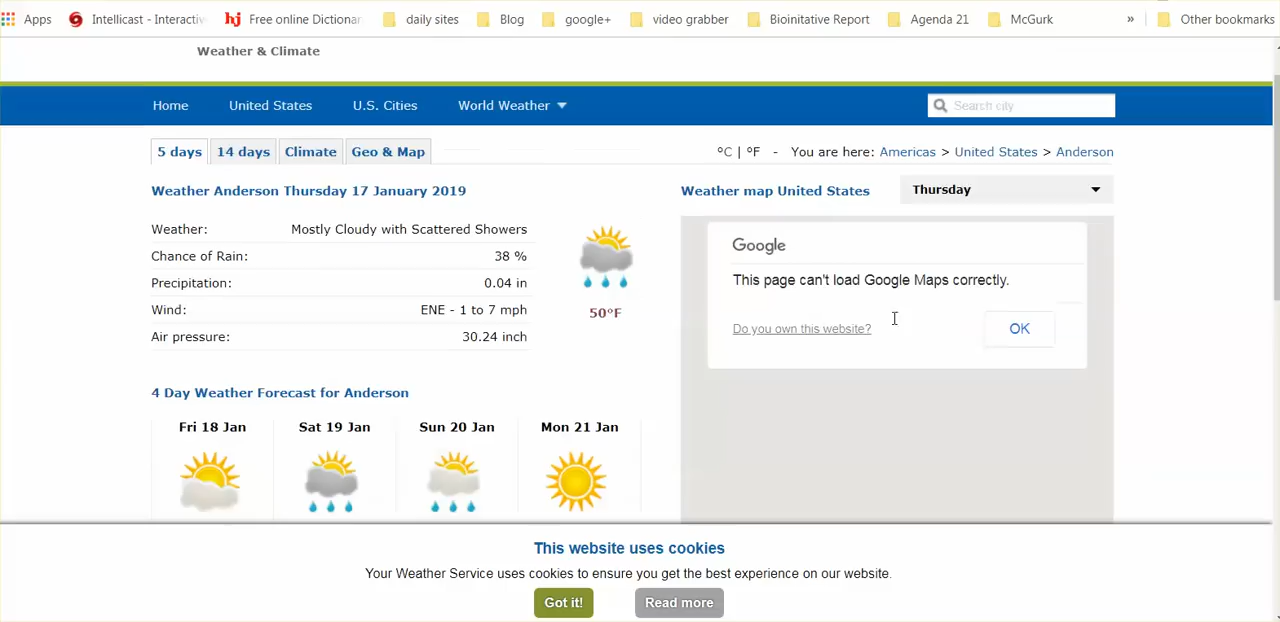 Apps Intellicast - Interactiv Free online Dictionar daily sites Blog google+ video grabber Bioinitative Report Agenda 21 McGurk » Other bookmarks
Weather & Climate
Home United States U.S. Cities World Weather Search city
5 days 14 days Climate Geo & Map ºC | ºF - You are here: Americas > United States > Anderson
Weather Anderson Thursday 17 January 2019
Weather map United States Thursday
Weather: Mostly Cloudy with Scattered Showers
Chance of Rain: 38 %
Precipitation: 0.04 in
Wind: ENE - 1 to 7 mph
Air pressure: 30.24 inch
50ºF
Google
This page can't load Google Maps correctly.
Do you own this website? OK
4 Day Weather Forecast for Anderson
Fri 18 Jan Sat 19 Jan Sun 20 Jan Mon 21 Jan
This website uses cookies
Your Weather Service uses cookies to ensure you get the best experience on our website.
Got it! Read more